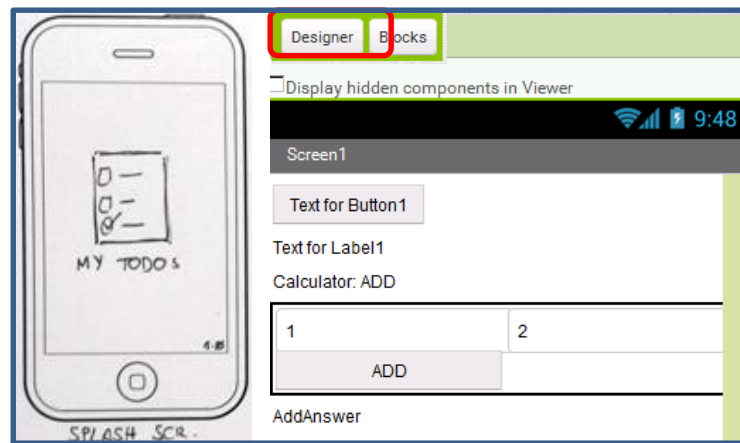 MY TODOS
SPLASH SCR.
Designer Blocks
Display hidden components in Viewer
9:48
Screen1
Text for Button1
Text for Label1
Calculator: ADD
1 2
ADD
AddAnswer